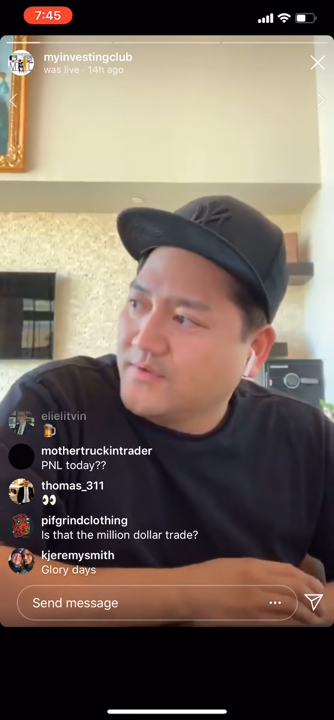 7:45
myinvestingclub
was live · 14h ago
elielitvin
🍺
mothertruckintrader
PNL today??
thomas_311
👀
pifgrindclothing
Is that the million dollar trade?
kjeremysmith
Glory days
Send message